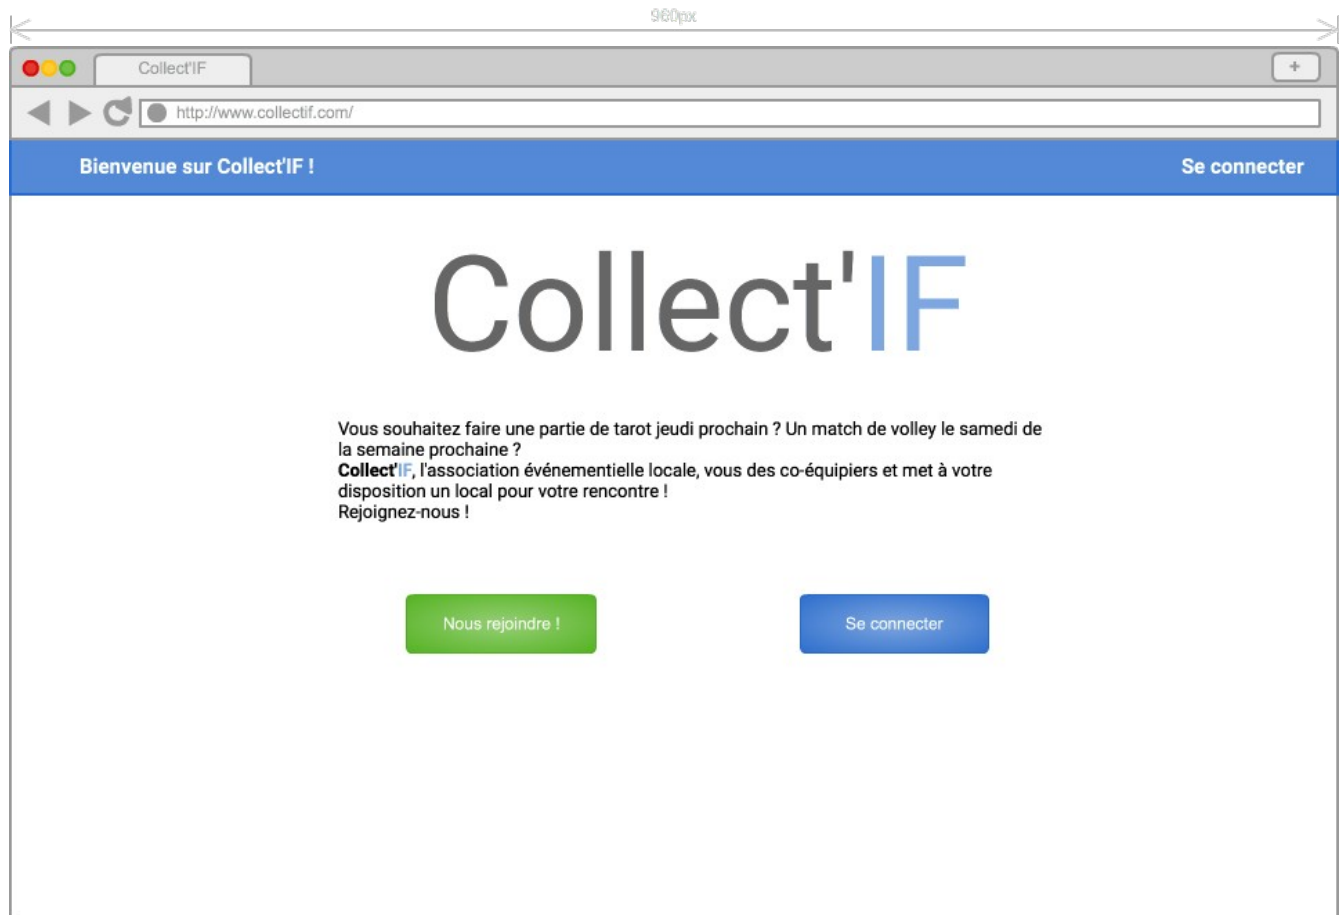 960px
Collect'IF
+
http://www.collectif.com/
Bienvenue sur Collect'IF !
Se connecter
Collect'IF
Vous souhaitez faire une partie de tarot jeudi prochain ? Un match de volley le samedi de
la semaine prochaine ?
Collect'IF, l'association événementielle locale, vous des co-équipiers et met à votre
disposition un local pour votre rencontre !
Rejoignez-nous !
Nous rejoindre !
Se connecter